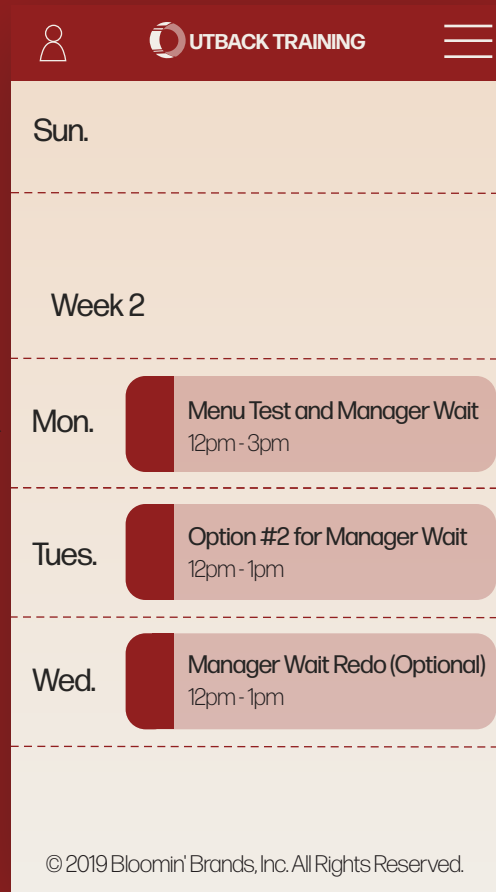 OUTBACK TRAINING
Sun.
Week 2
Mon.
Menu Test and Manager Wait
12pm - 3pm
Tues.
Option #2 for Manager Wait
12pm - 1pm
Wed.
Manager Wait Redo (Optional)
12pm - 1pm
© 2019 Bloomin' Brands, Inc. All Rights Reserved.